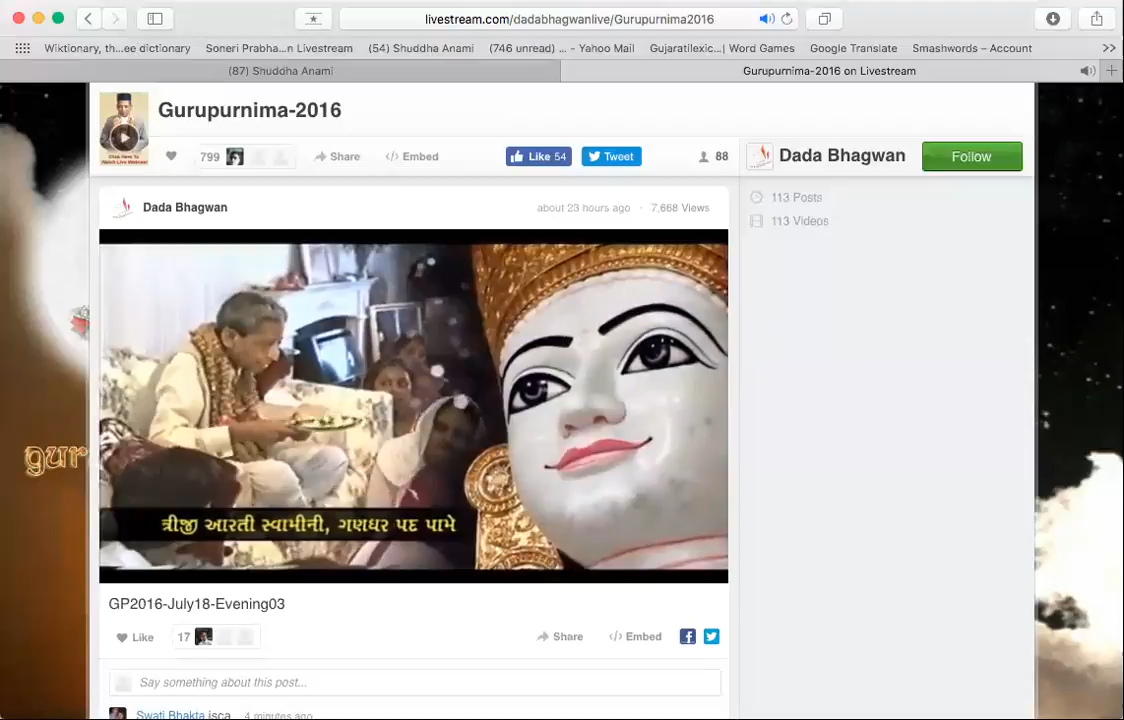 livestream.com/dadabhagwanlive/Gurupurnima2016
Wiktionary, th...ee dictionary Soneri Prabha...n Livestream (54) Shuddha Anami (746 unread) ... - Yahoo Mail Gujaratilexic...| Word Games Google Translate Smashwords – Account >>
(87) Shuddha Anami Gurupurnima-2016 on Livestream
Gurupurnima-2016
799 Share </> Embed Like 54 Tweet 88
Dada Bhagwan Follow
113 Posts
113 Videos
Dada Bhagwan about 23 hours ago · 7,668 Views
gur
ત્રીજી આરતી સ્વામીની, ગણધર પદ પામે
GP2016-July18-Evening03
Like 17 Share </> Embed
Say something about this post...
Swati Bhakta jsca 4 minutes ago